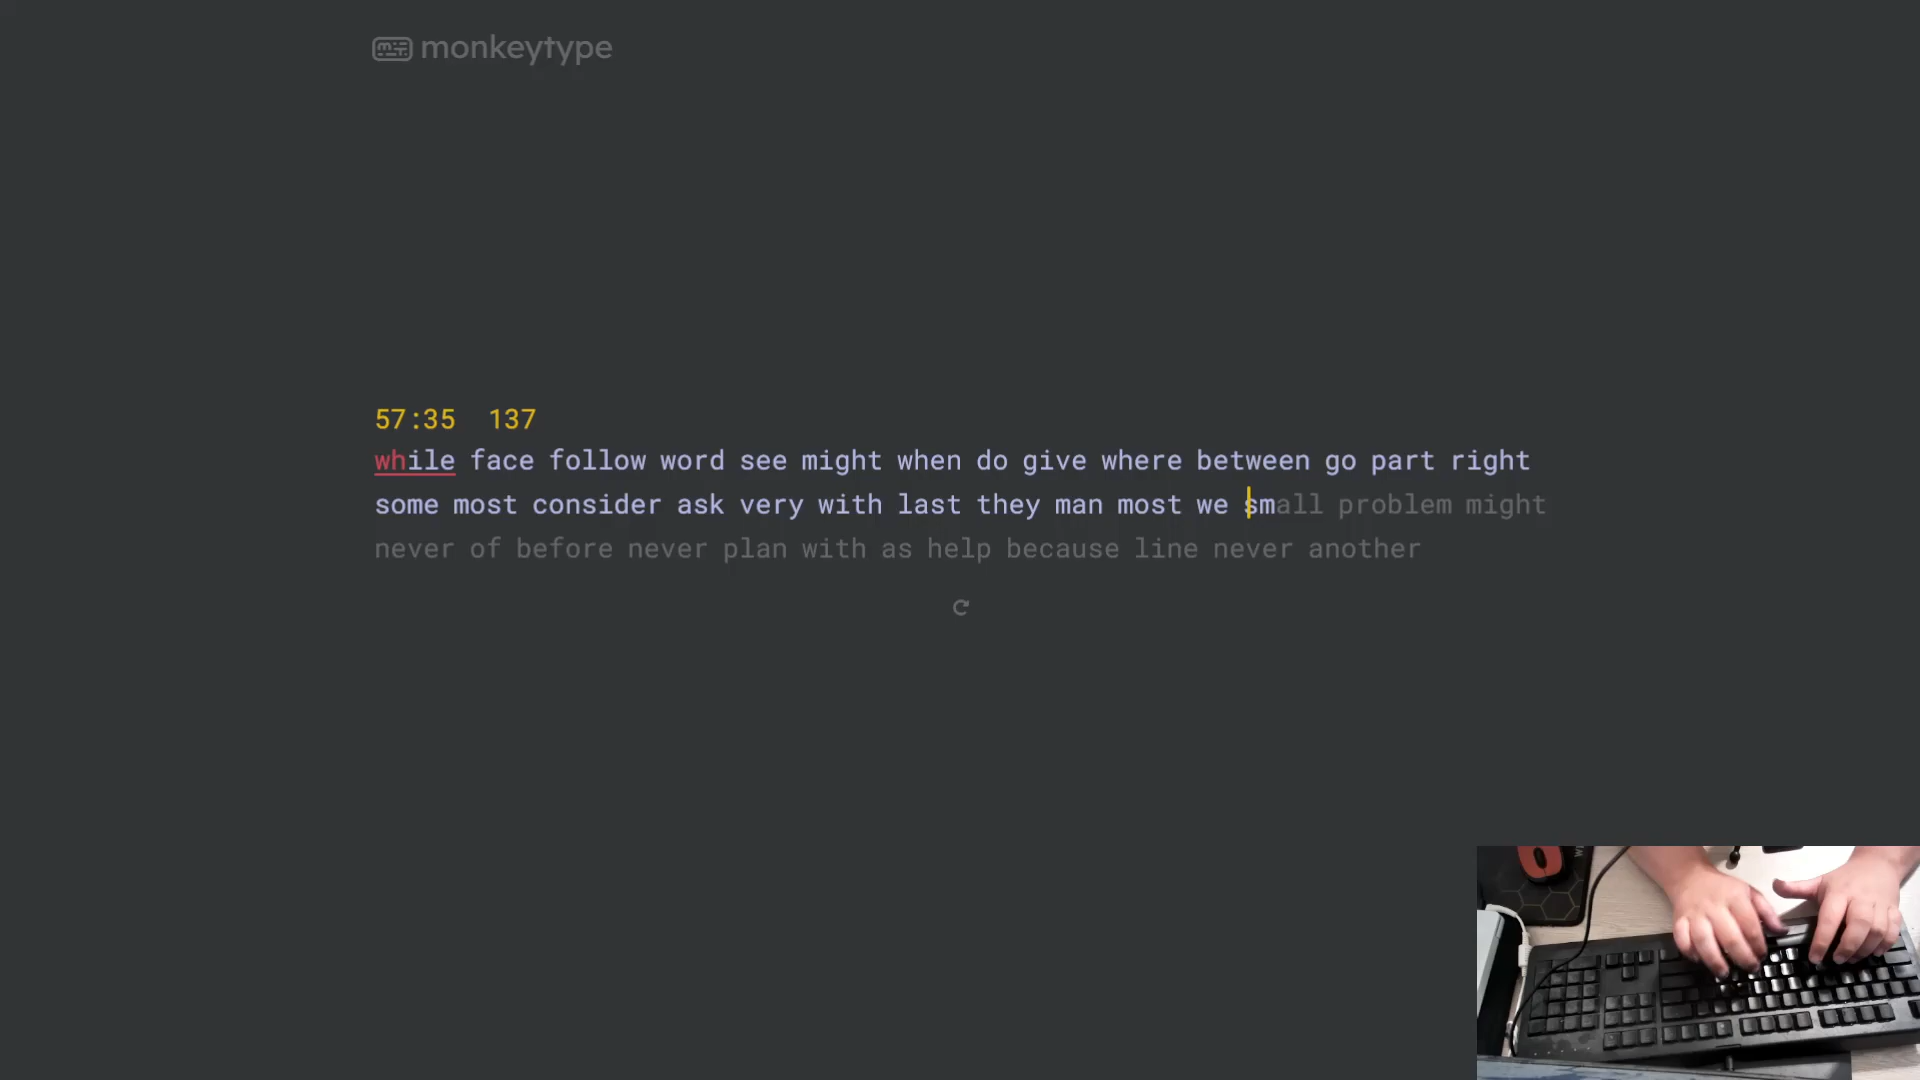 monkeytype
57:35 137
while face follow word see might when do give where between go part right
some most consider ask very with last they man most we small problem might
never of before never plan with as help because line never another